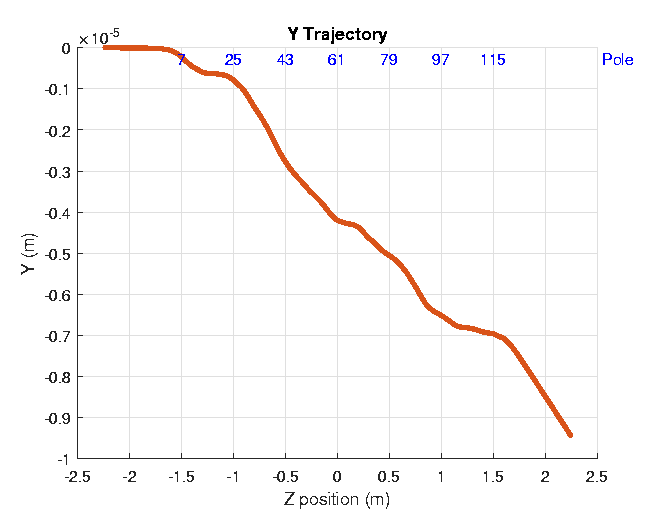 Y Trajectory
×10-5
7 25 43 61 79 97 115 Pole
0
-0.1
-0.2
-0.3
-0.4
-0.5
-0.6
-0.7
-0.8
-0.9
-1
Y (m)
-2.5 -2 -1.5 -1 -0.5 0 0.5 1 1.5 2 2.5
Z position (m)